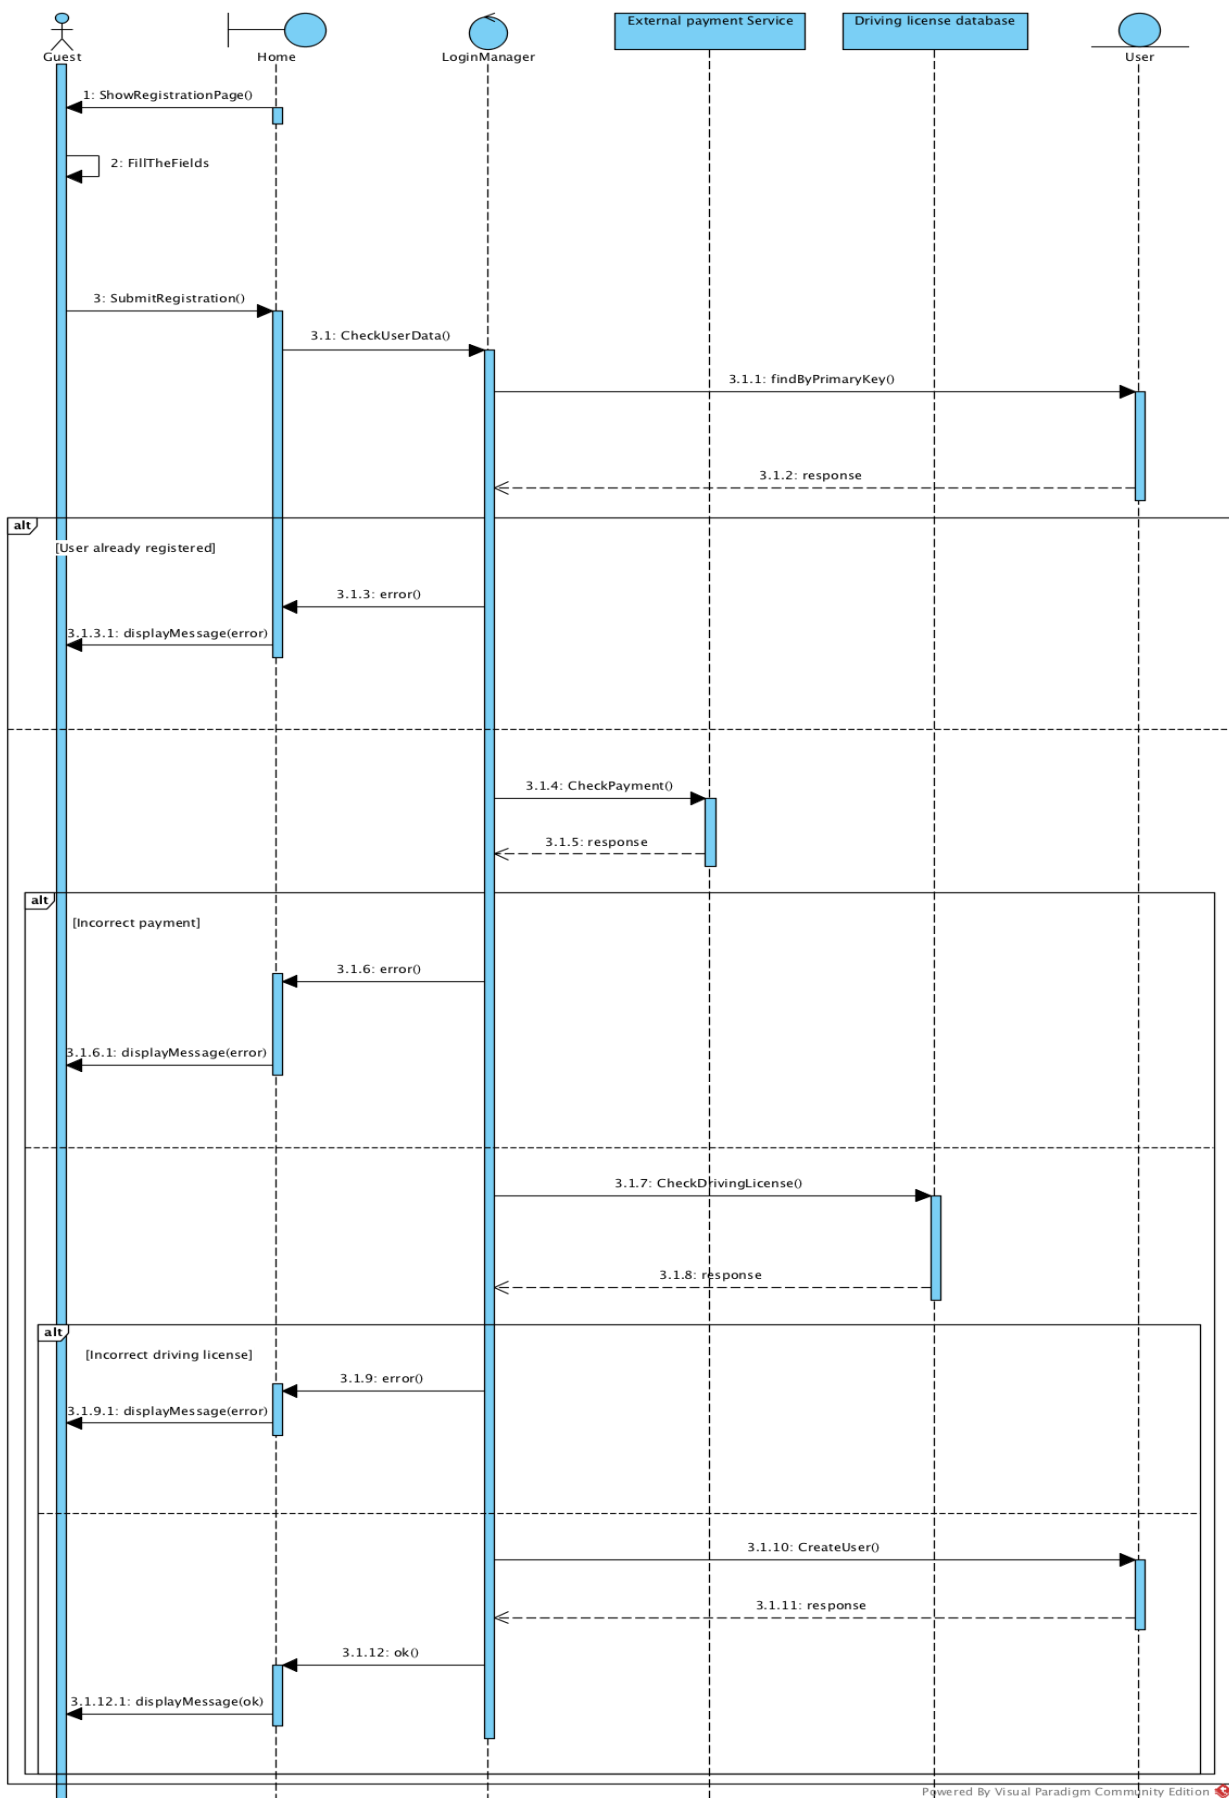 External payment Service
Driving license database
Guest
Home
LoginManager
User
1: ShowRegistrationPage()
2: FillTheFields
3: SubmitRegistration()
3.1: CheckUserData()
3.1.1: findByPrimaryKey()
3.1.2: response
alt
[User already registered]
3.1.3: error()
3.1.3.1: displayMessage(error)
3.1.4: CheckPayment()
3.1.5: response
alt
[Incorrect payment]
3.1.6: error()
3.1.6.1: displayMessage(error)
3.1.7: CheckDrivingLicense()
3.1.8: response
alt
[Incorrect driving license]
3.1.9: error()
3.1.9.1: displayMessage(error)
3.1.10: CreateUser()
3.1.11: response
3.1.12: ok()
3.1.12.1: displayMessage(ok)
Powered By Visual Paradigm Community Edition